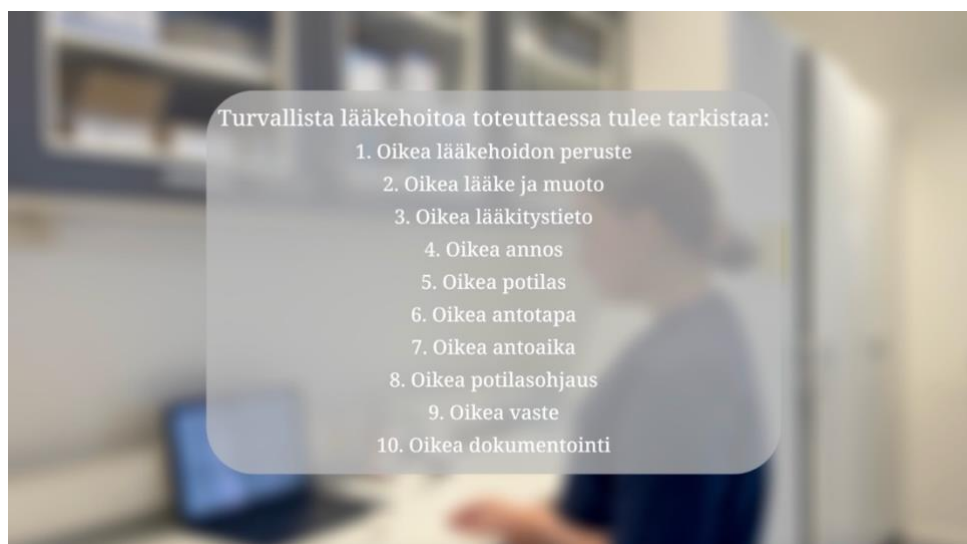 Turvallista lääkehoitoa toteuttaessa tulee tarkistaa:
1. Oikea lääkehoidon peruste
2. Oikea lääke ja muoto
3. Oikea lääkitystieto
4. Oikea annos
5. Oikea potilas
6. Oikea antotapa
7. Oikea antoaika
8. Oikea potilasohjaus
9. Oikea vaste
10. Oikea dokumentointi